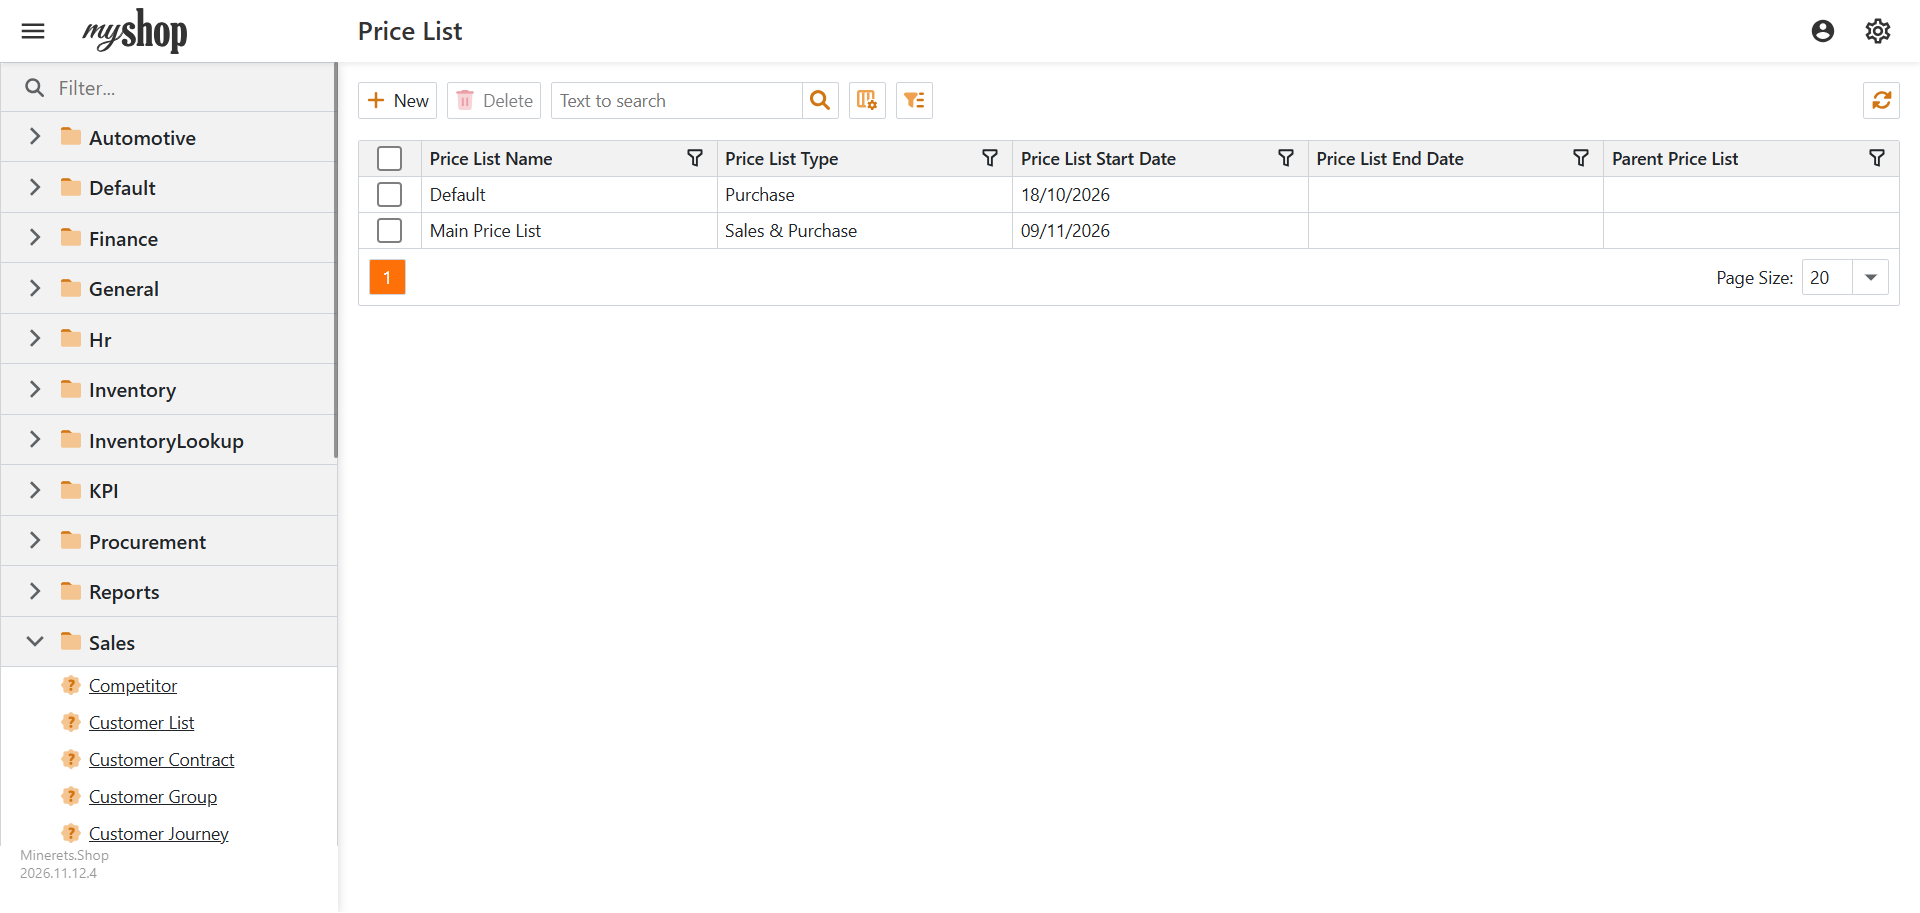 myshop
Price List
Filter...
Automotive
Default
Finance
General
Hr
Inventory
InventoryLookup
KPI
Procurement
Reports
Sales
Competitor
Customer List
Customer Contract
Customer Group
Customer Journey
Minerets.Shop
2026.11.12.4
New Delete Text to search
Price List Name Price List Type Price List Start Date Price List End Date Parent Price List
Default Purchase 18/10/2026
Main Price List Sales & Purchase 09/11/2026
1 Page Size: 20